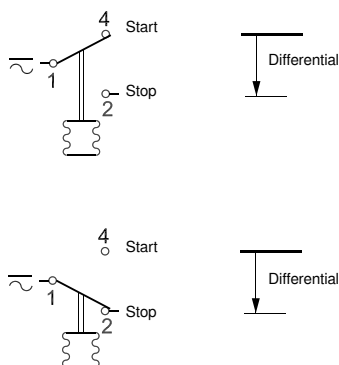 4 Start
Differential
1
Stop
2
4 Start
Differential
1
2 Stop